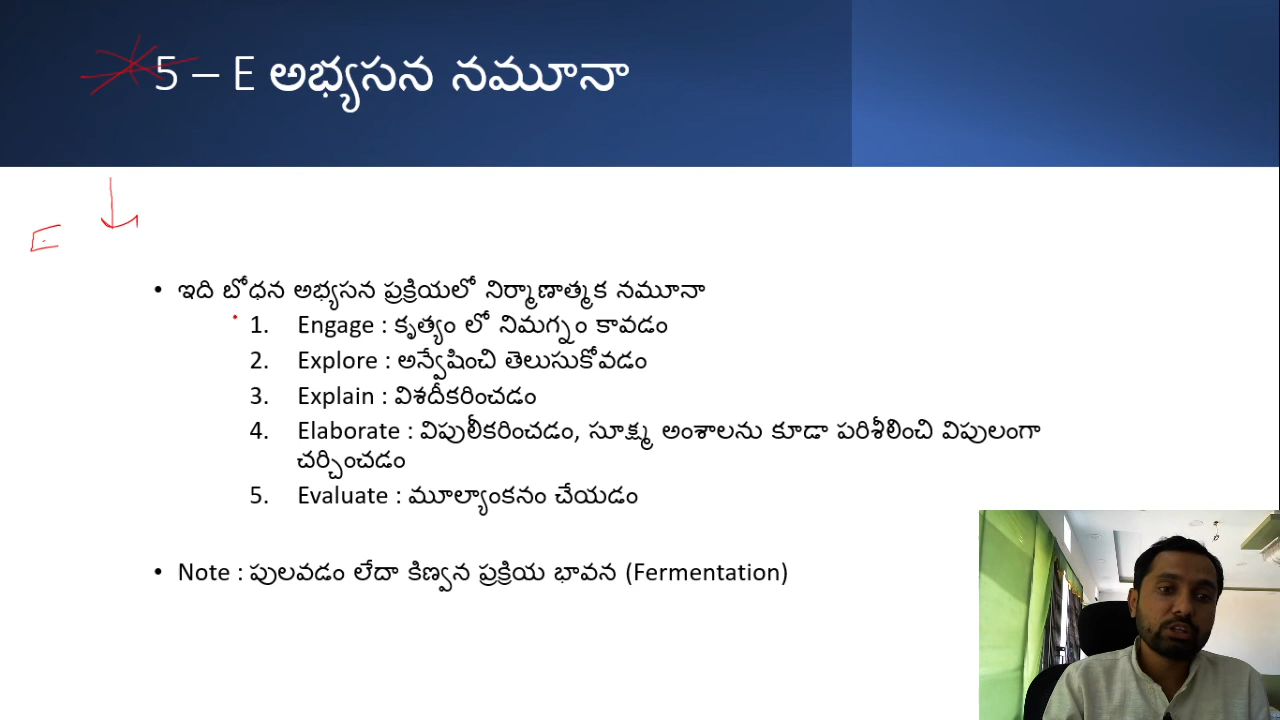 5 – E అభ్యసన నమూనా
E
• ఇది బోధన అభ్యసన ప్రక్రియలో నిర్మాణాత్మక నమూనా
1. Engage : కృత్యం లో నిమగ్నం కావడం
2. Explore : అన్వేషించి తెలుసుకోవడం
3. Explain : విశదీకరించడం
4. Elaborate : విపులీకరించడం, సూక్ష్మ అంశాలను కూడా పరిశీలించి విపులంగా
చర్చించడం
5. Evaluate : మూల్యాంకనం చేయడం
• Note : పులవడం లేదా కిణ్వన ప్రక్రియ భావన (Fermentation)